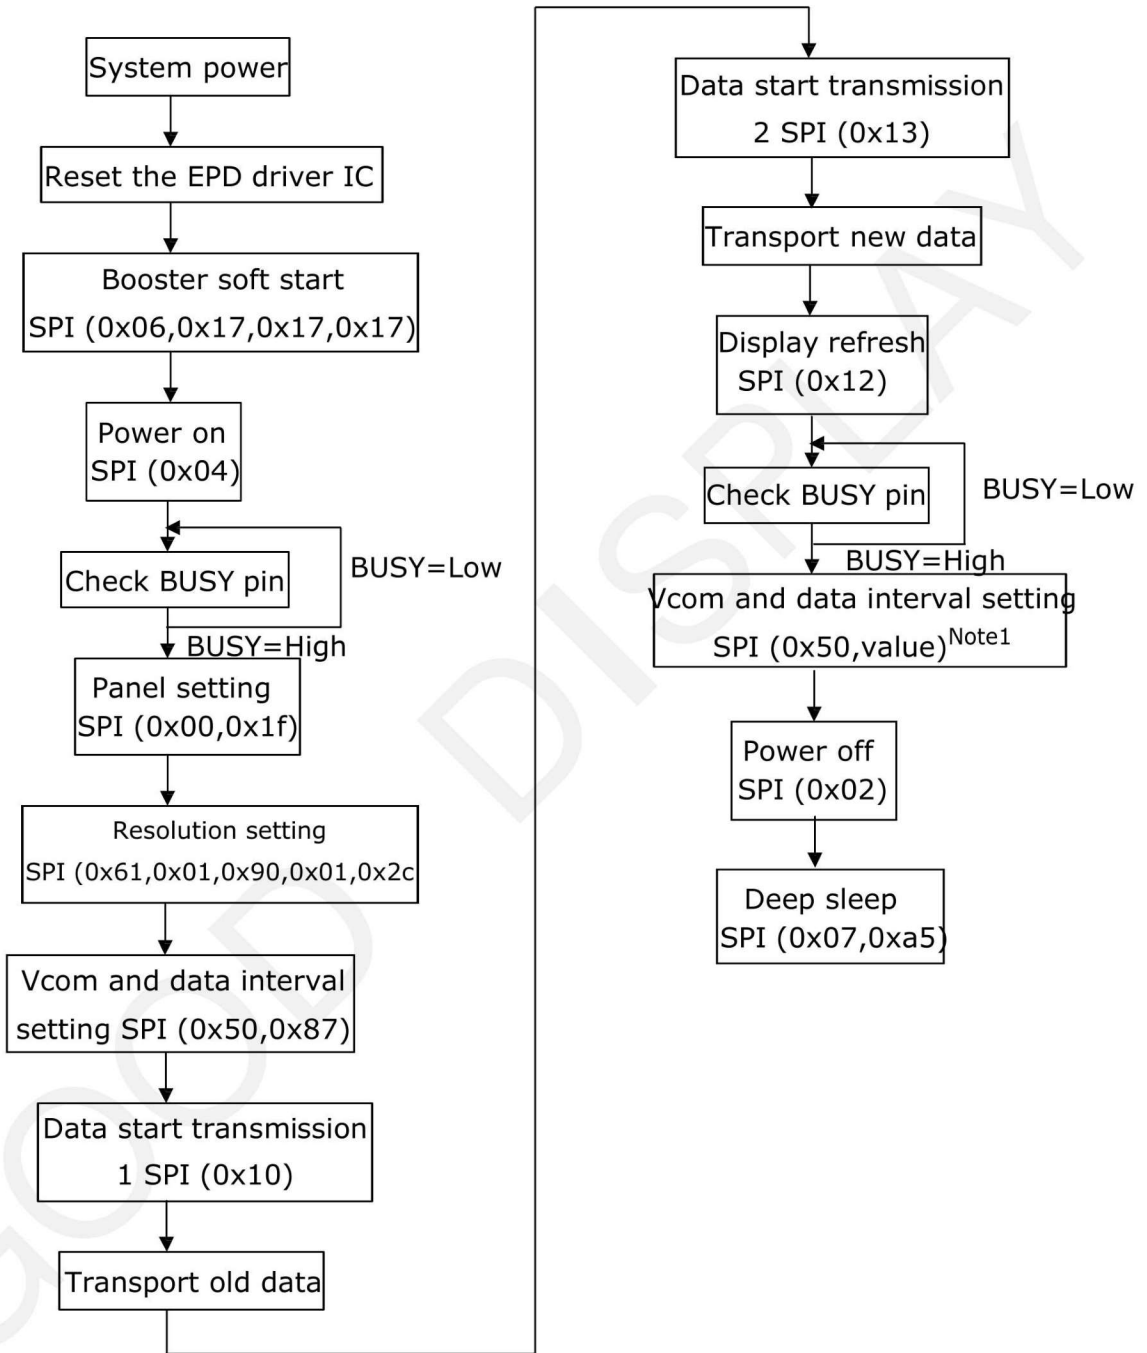 System power
Reset the EPD driver IC
Booster soft start
SPI (0x06,0x17,0x17,0x17)
Power on
SPI (0x04)
Check BUSY pin
BUSY=Low
BUSY=High
Panel setting
SPI (0x00,0x1f)
Resolution setting
SPI (0x61,0x01,0x90,0x01,0x2c
Vcom and data interval
setting SPI (0x50,0x87)
Data start transmission
1 SPI (0x10)
Transport old data
Data start transmission
2 SPI (0x13)
Transport new data
Display refresh
SPI (0x12)
Check BUSY pin
BUSY=Low
BUSY=High
Vcom and data interval setting
SPI (0x50,value)Note1
Power off
SPI (0x02)
Deep sleep
SPI (0x07,0xa5)
GOOD DISPLAY